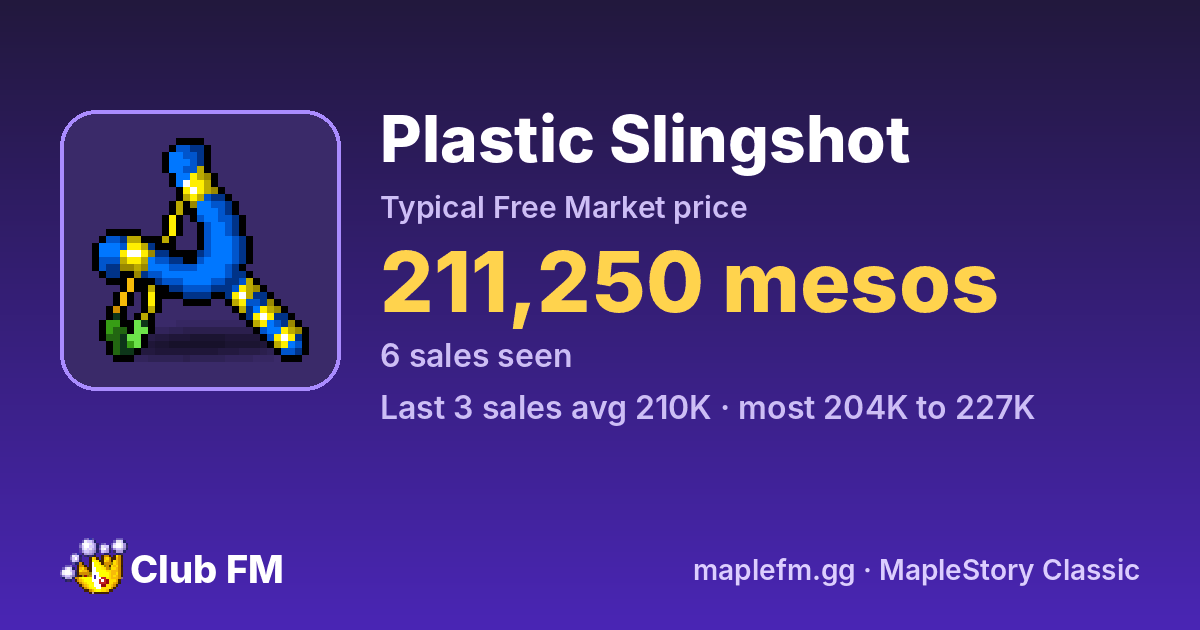 Plastic Slingshot
Typical Free Market price
211,250 mesos
6 sales seen
Last 3 sales avg 210K · most 204K to 227K
Club FM
maplefm.gg · MapleStory Classic